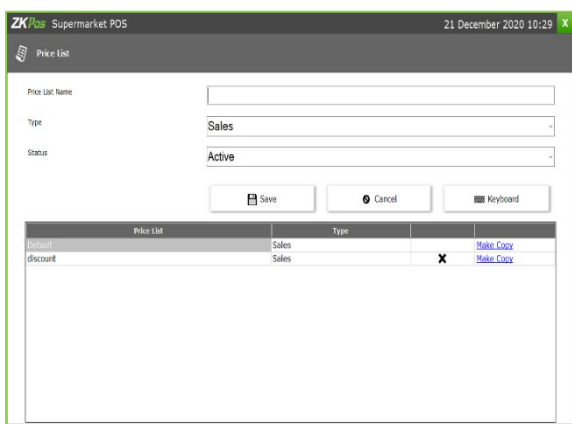 ZKPos Supermarket POS 21 December 2020 10:29 X
Price List
Price List Name
Type Sales
Status Active
Save Cancel Keyboard
Price List Type
Default Sales Make Copy
discount Sales Make Copy